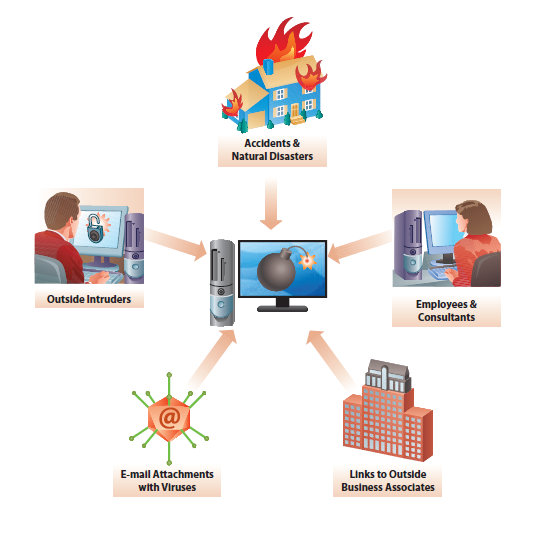 Accidents &
Natural Disasters
Outside Intruders
Employees &
Consultants
@
E-mail Attachments
with Viruses
Links to Outside
Business Associates